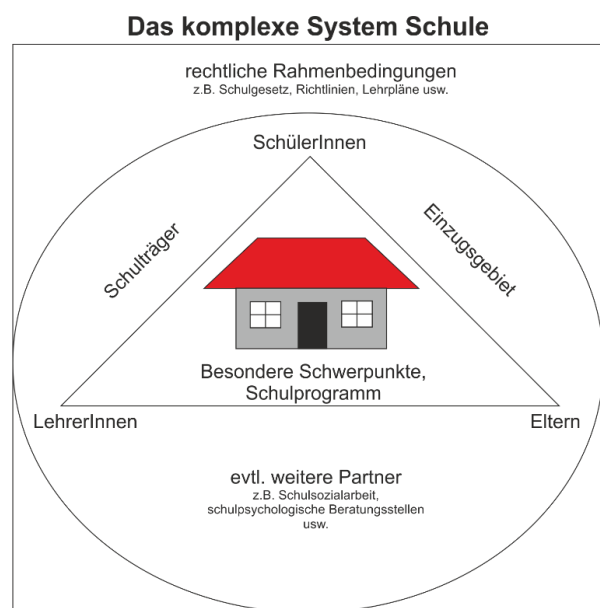 Das komplexe System Schule
rechtliche Rahmenbedingungen
z.B. Schulgesetz, Richtlinien, Lehrpläne usw.
SchülerInnen
Schulträger
Einzugsgebiet
Besondere Schwerpunkte,
Schulprogramm
LehrerInnen
Eltern
evtl. weitere Partner
z.B. Schulsozialarbeit,
schulpsychologische Beratungsstellen
usw.